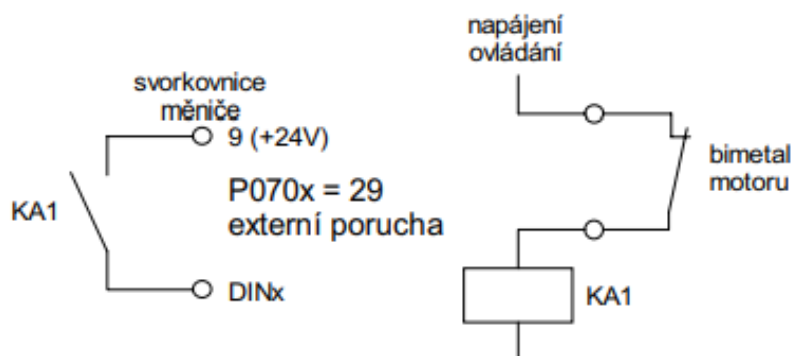 svorkovnice
měniče
9 (+24V)
KA1
P070x = 29
externí porucha
DINx
napájení
ovládání
bimetal
motoru
KA1